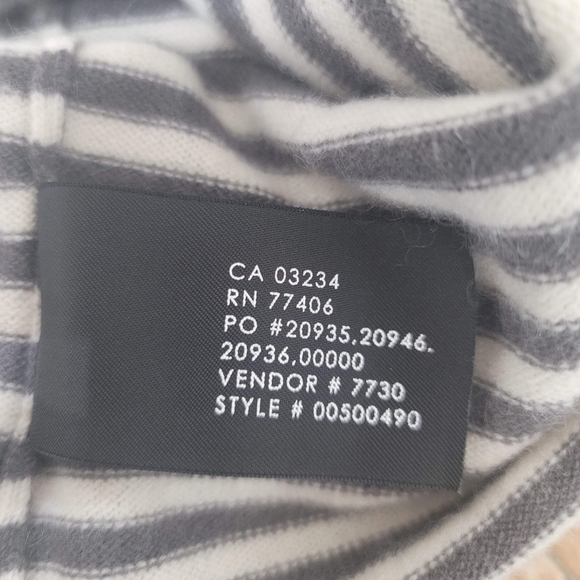 CA 03234
RN 77406
PO #20935,20946.
20936,00000
VENDOR # 7730
STYLE # 00500490